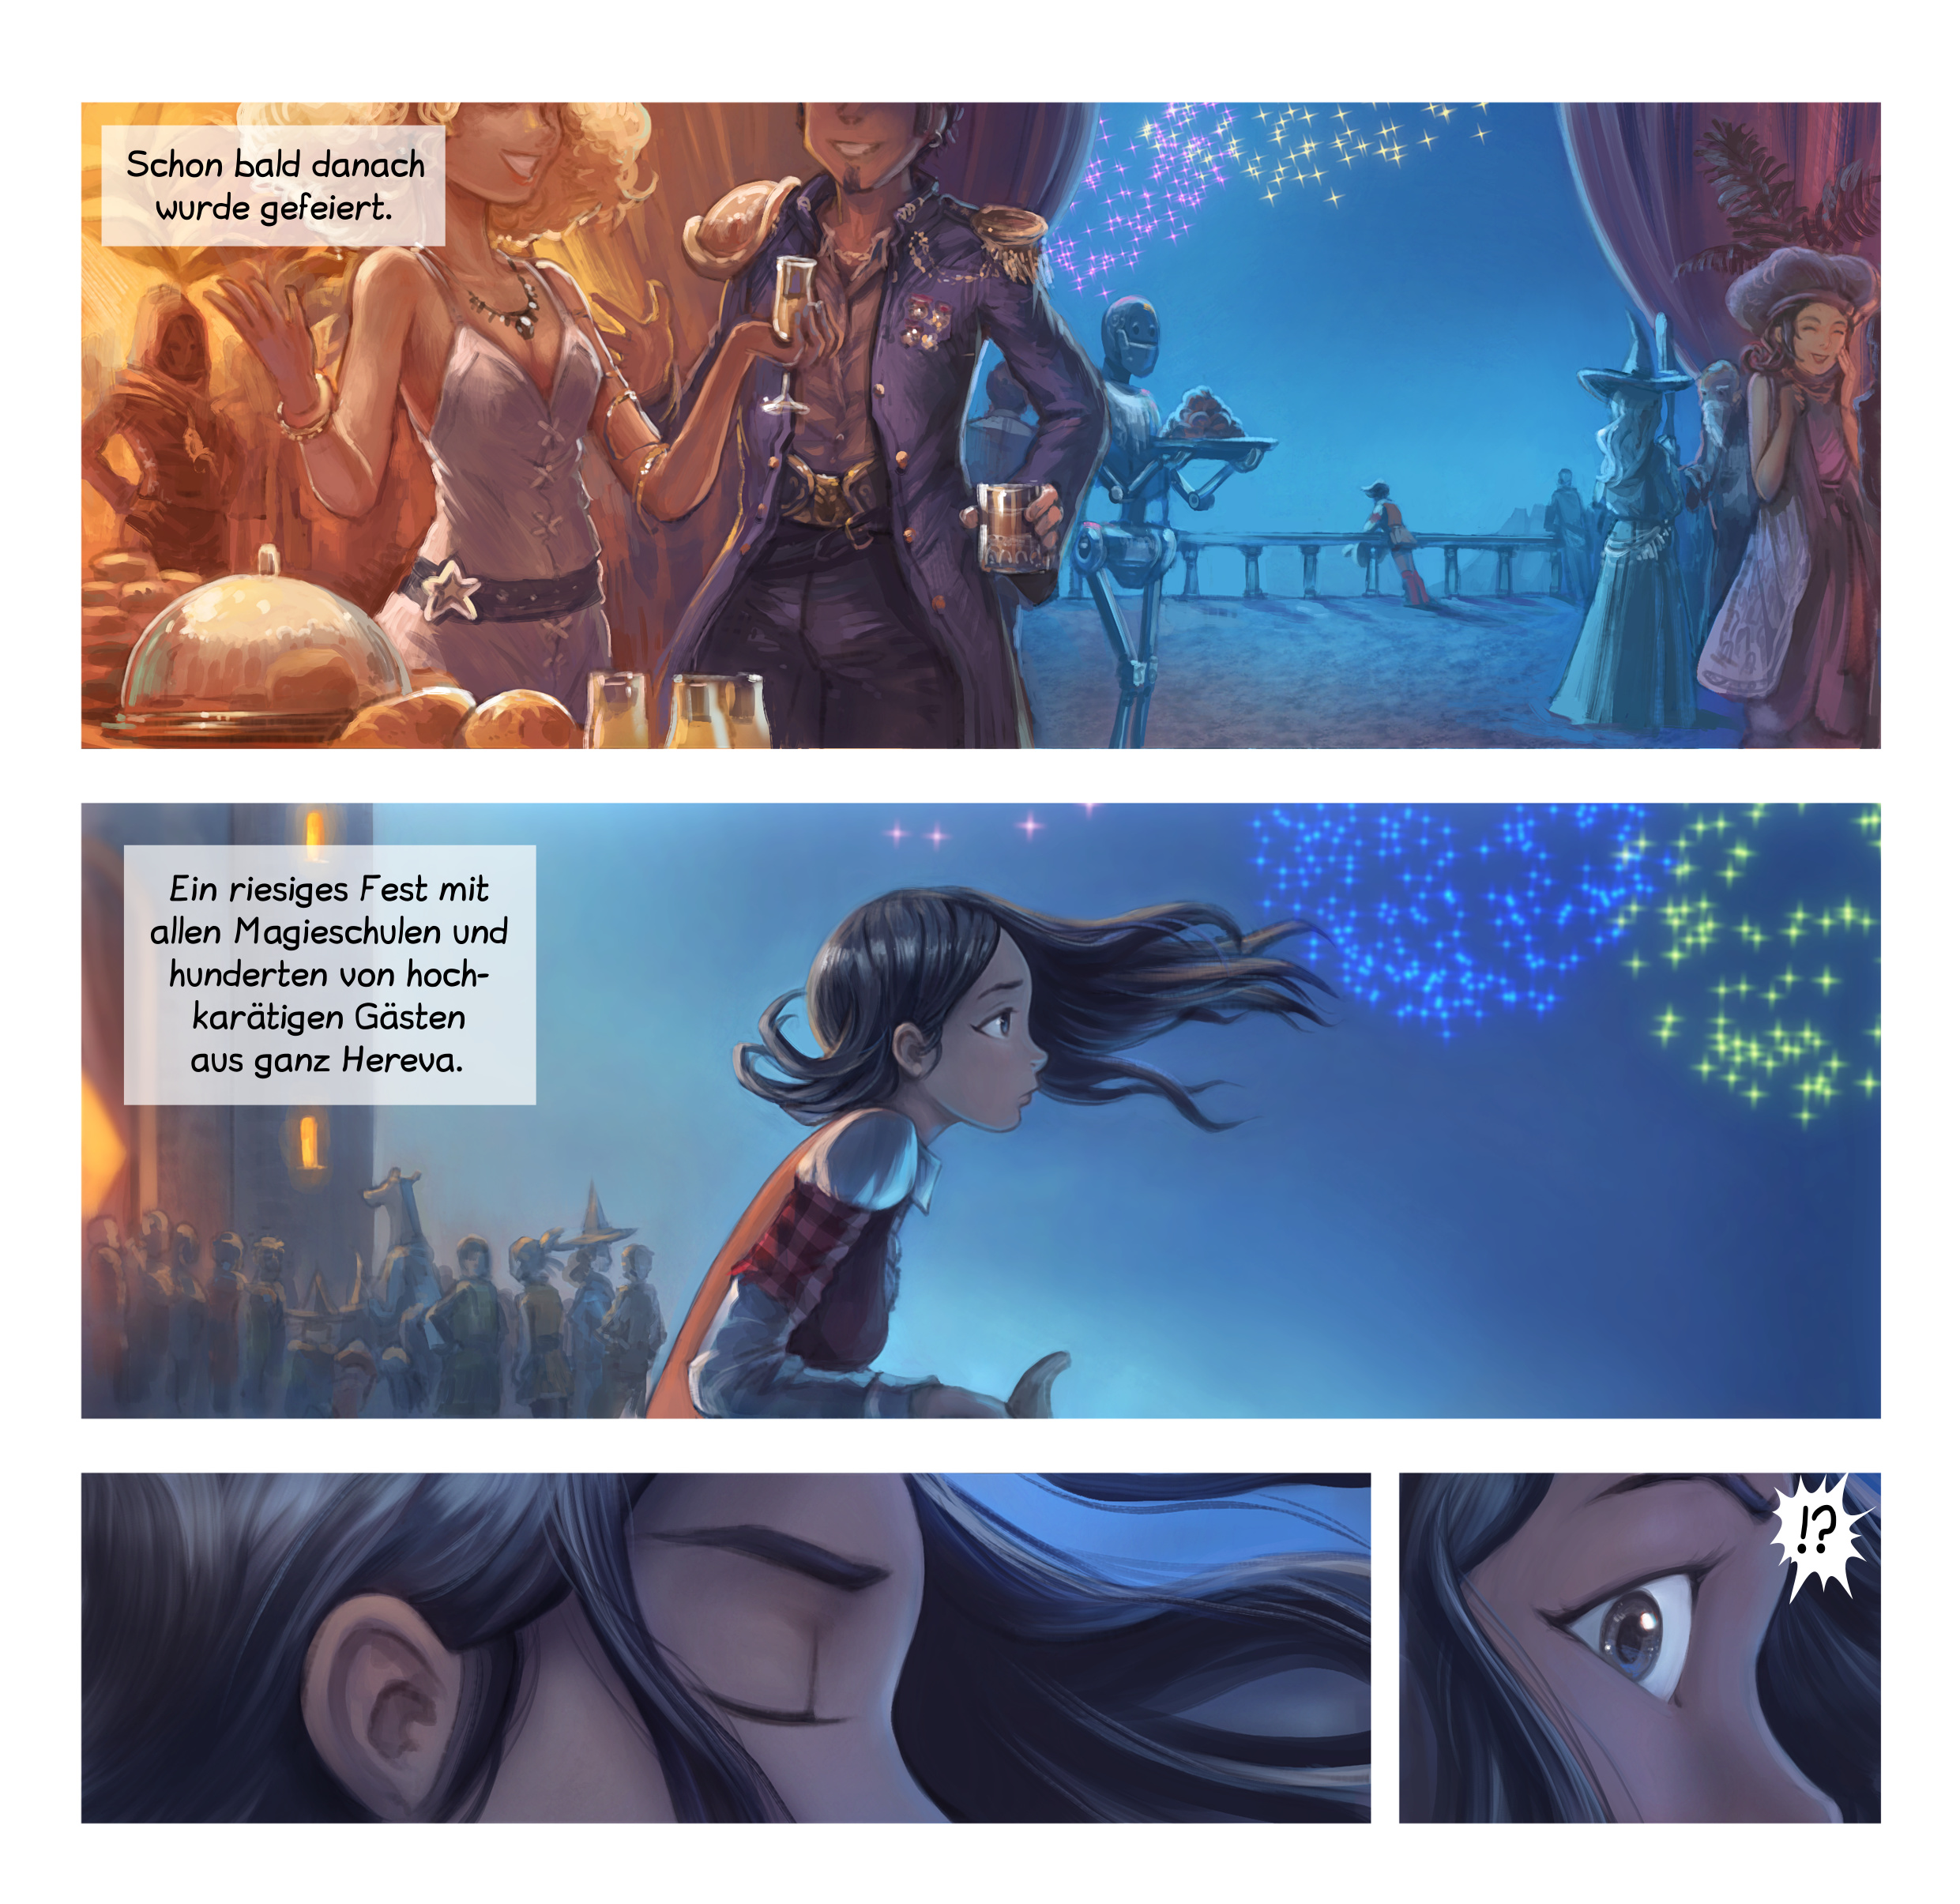 Schon bald danach
wurde gefeiert.
Ein riesiges Fest mit
allen Magieschulen und
hunderten von hoch-
karätigen Gästen
aus ganz Hereva.
!?